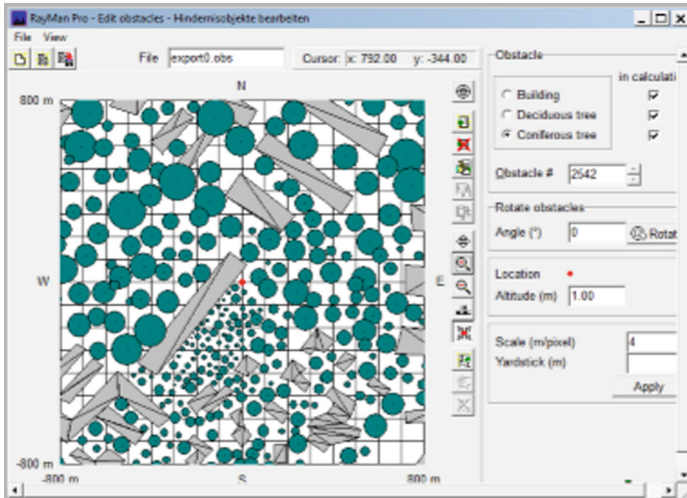 RayMan Pro - Edit obstacles - Hindernisobjekte bearbeiten
File View
File export0.obs Cursor: x: 792.00 y: -344.00
N
800 m
W
E
-800 m
-800 m S 800 m
Obstacle
in calculati
Building
Deciduous tree
Coniferous tree
Obstacle # 2542
Rotate obstacles
Angle (°) 0 Rotat
Location
Altitude (m) 1.00
Scale (m/pixel) 4
Yardstick (m)
Apply